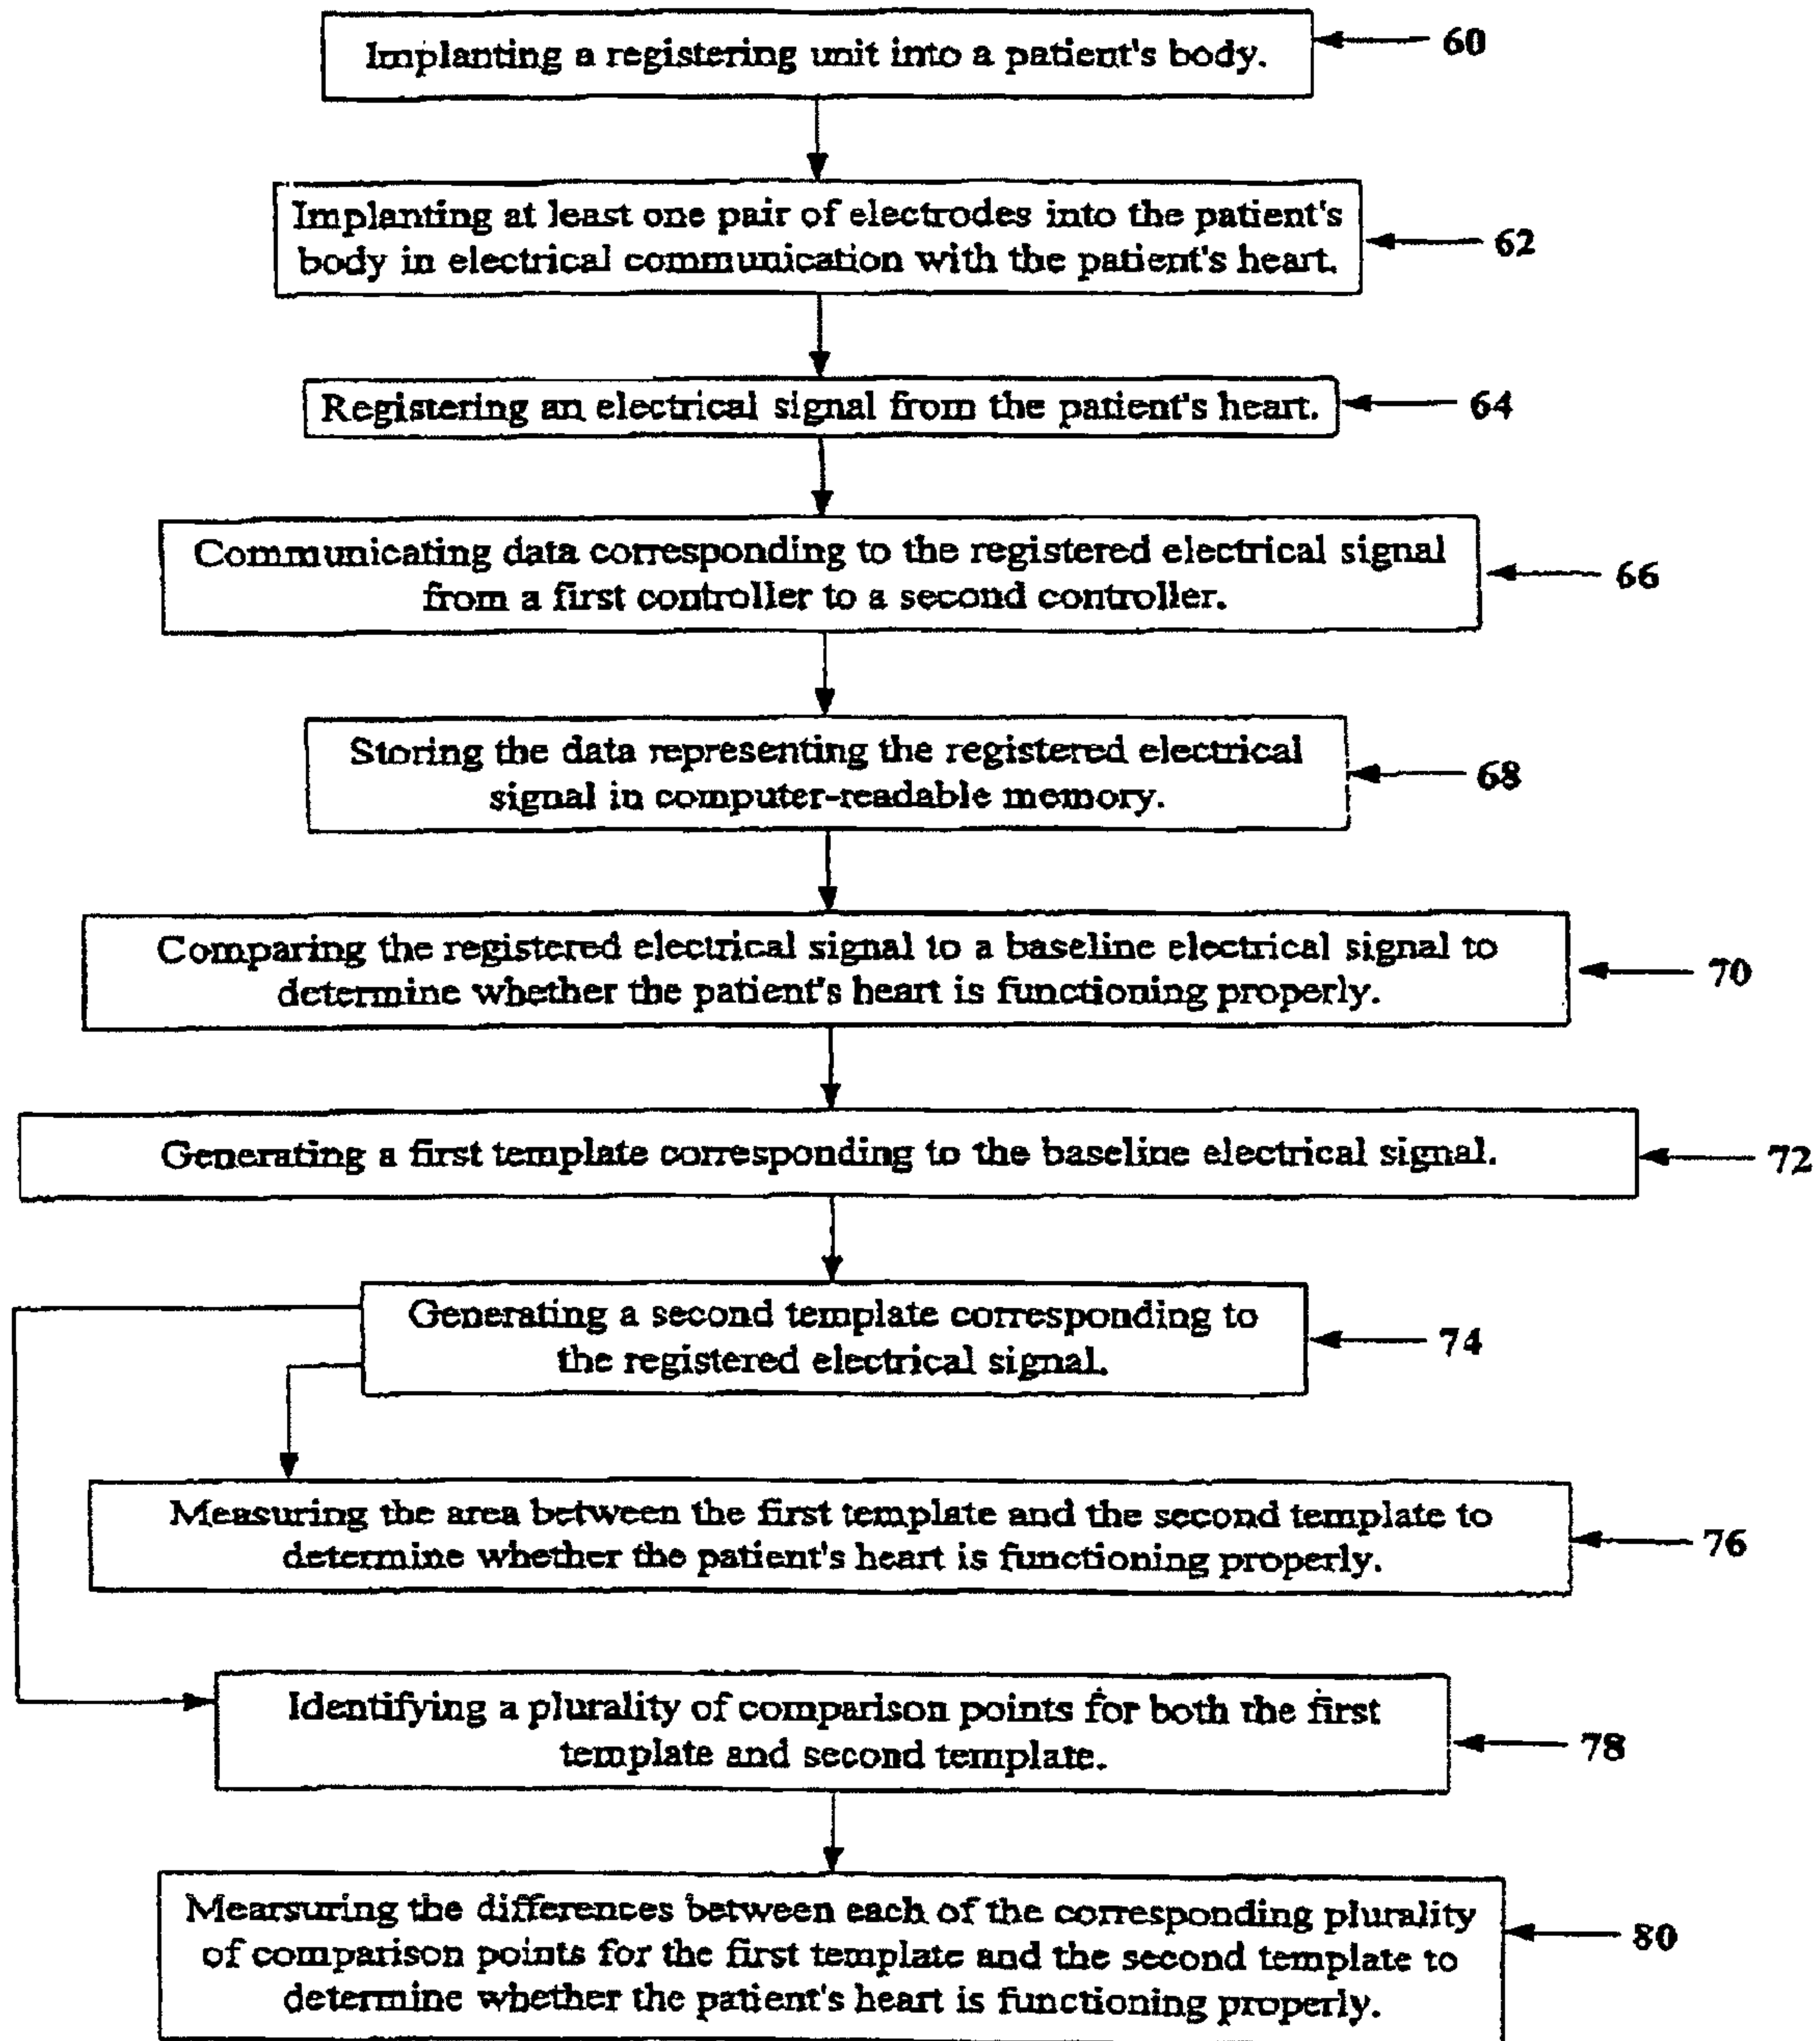 Implanting a registering unit into a patient's body.
60
Implanting at least one pair of electrodes into the patient's
body in electrical communication with the patient's heart.
62
Registering an electrical signal from the patient's heart.
64
Communicating data corresponding to the registered electrical signal
from a first controller to a second controller.
66
Storing the data representing the registered electrical
signal in computer-readable memory.
68
Comparing the registered electrical signal to a baseline electrical signal to
determine whether the patient's heart is functioning properly.
70
Generating a first template corresponding to the baseline electrical signal.
72
Generating a second template corresponding to
the registered electrical signal.
74
Measuring the area between the first template and the second template to
determine whether the patient's heart is functioning properly.
76
Identifying a plurality of comparison points for both the first
template and second template.
78
Mearsuring the differences between each of the corresponding plurality
of comparison points for the first template and the second template to
determine whether the patient's heart is functioning properly.
80